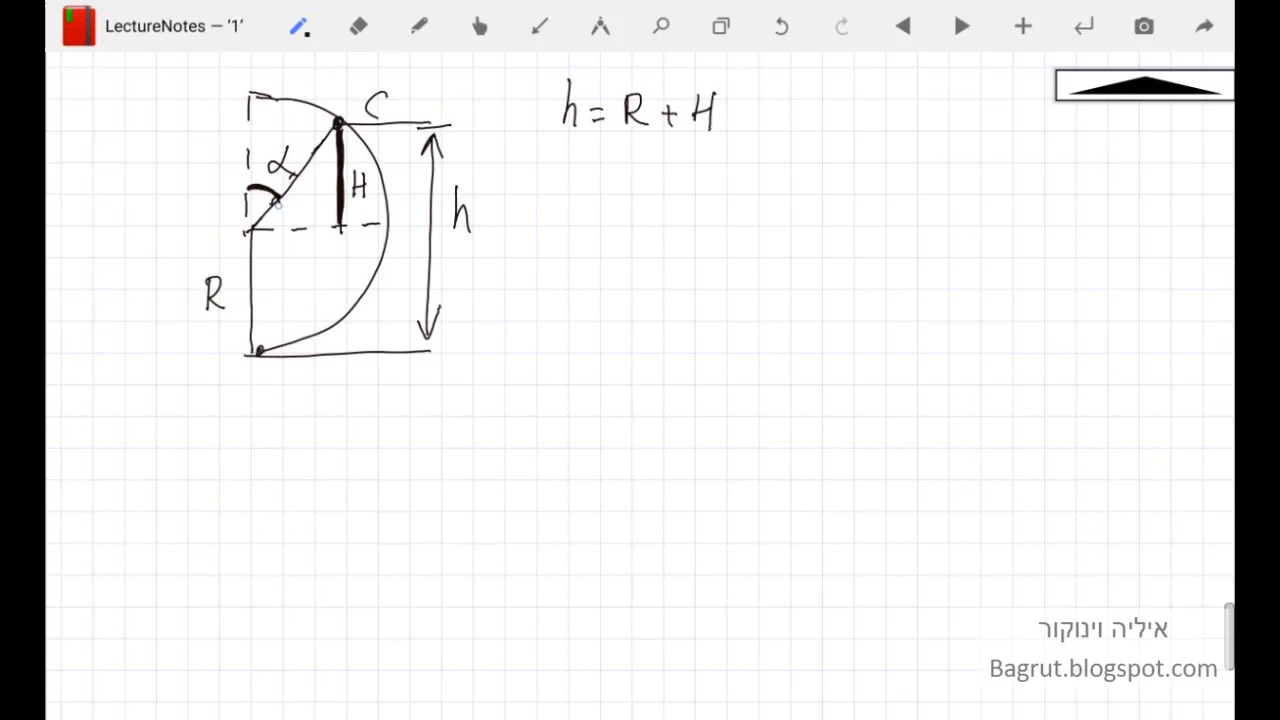 LectureNotes – ‘1’
C
h = R + H
α
H
h
R
איליה וינוקור
Bagrut.blogspot.com